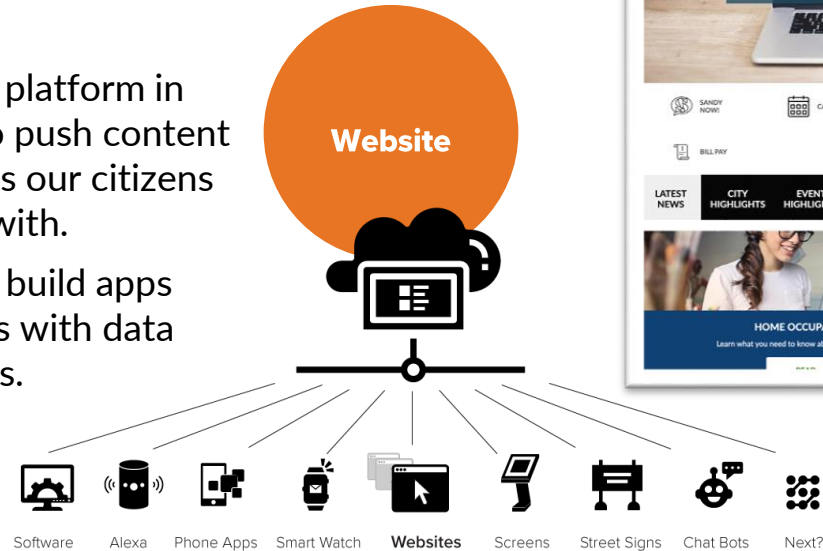 platform in
push content
s our citizens
with.
build apps
s with data
s.
Website
SANDY
NOW!
BILL PAY
LATEST
NEWS
CITY
HIGHLIGHTS
EVENT
HOME OCCUPA
Learn what you need to know ab
Software
Alexa
Phone Apps
Smart Watch
Websites
Screens
Street Signs
Chat Bots
Next?